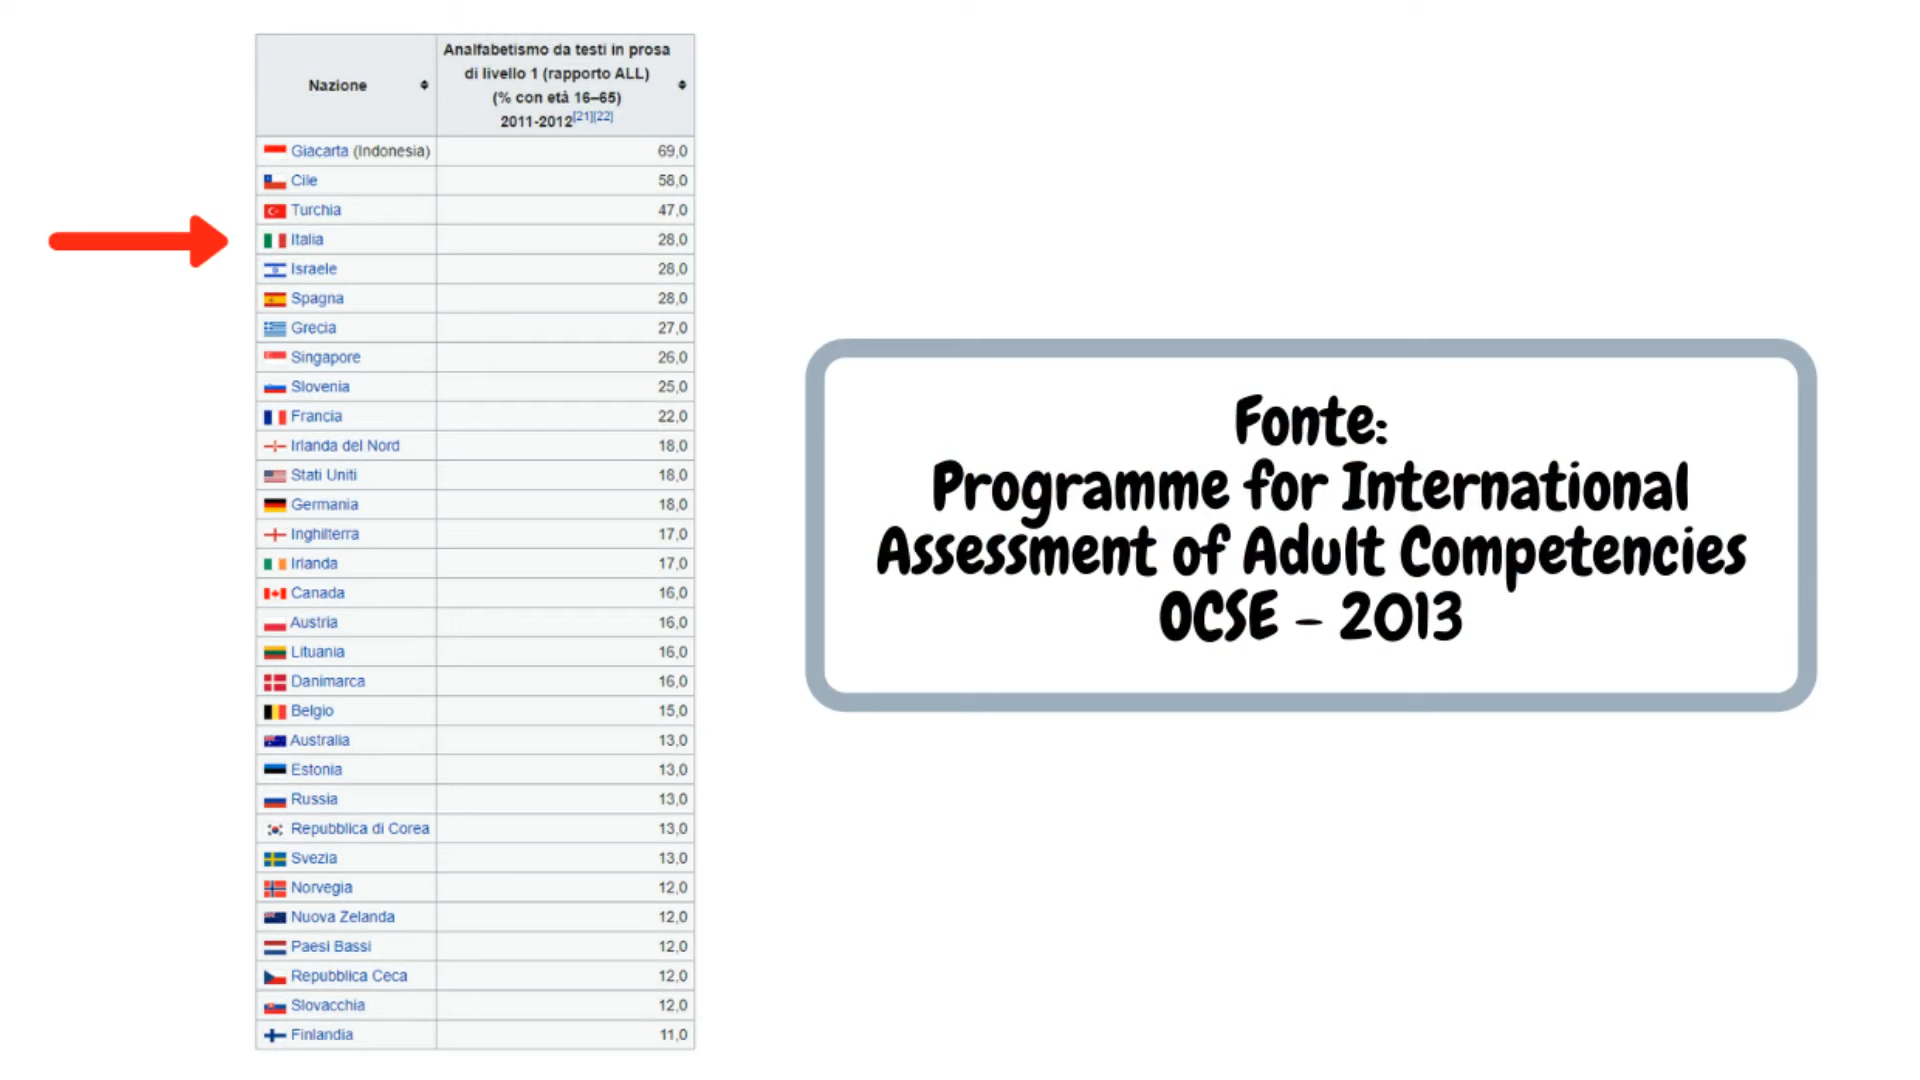 Nazione
Analfabetismo da testi in prosa
di livello 1 (rapporto ALL)
(% con età 16–65)
2011-2012[21][22]
Giacarta (Indonesia) 69,0
Cile 58,0
Turchia 47,0
Italia 28,0
Israele 28,0
Spagna 28,0
Grecia 27,0
Singapore 26,0
Slovenia 25,0
Francia 22,0
Irlanda del Nord 18,0
Stati Uniti 18,0
Germania 18,0
Inghilterra 17,0
Irlanda 17,0
Canada 16,0
Austria 16,0
Lituania 16,0
Danimarca 16,0
Belgio 15,0
Australia 13,0
Estonia 13,0
Russia 13,0
Repubblica di Corea 13,0
Svezia 13,0
Norvegia 12,0
Nuova Zelanda 12,0
Paesi Bassi 12,0
Repubblica Ceca 12,0
Slovacchia 12,0
Finlandia 11,0
Fonte:
Programme for International
Assessment of Adult Competencies
OCSE - 2013